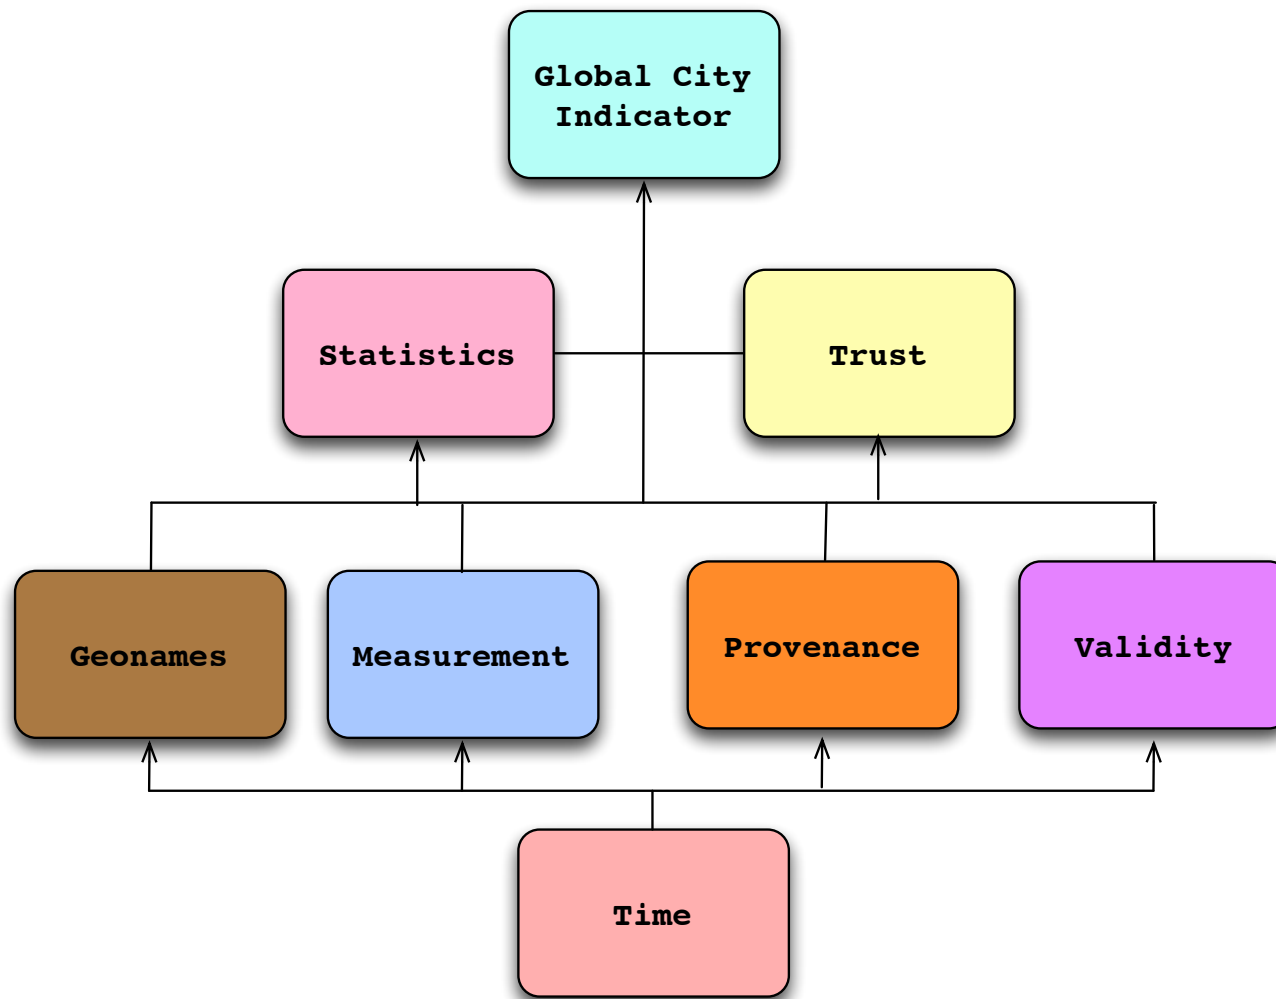 Global City
Indicator
Statistics
Trust
Geonames
Measurement
Provenance
Validity
Time